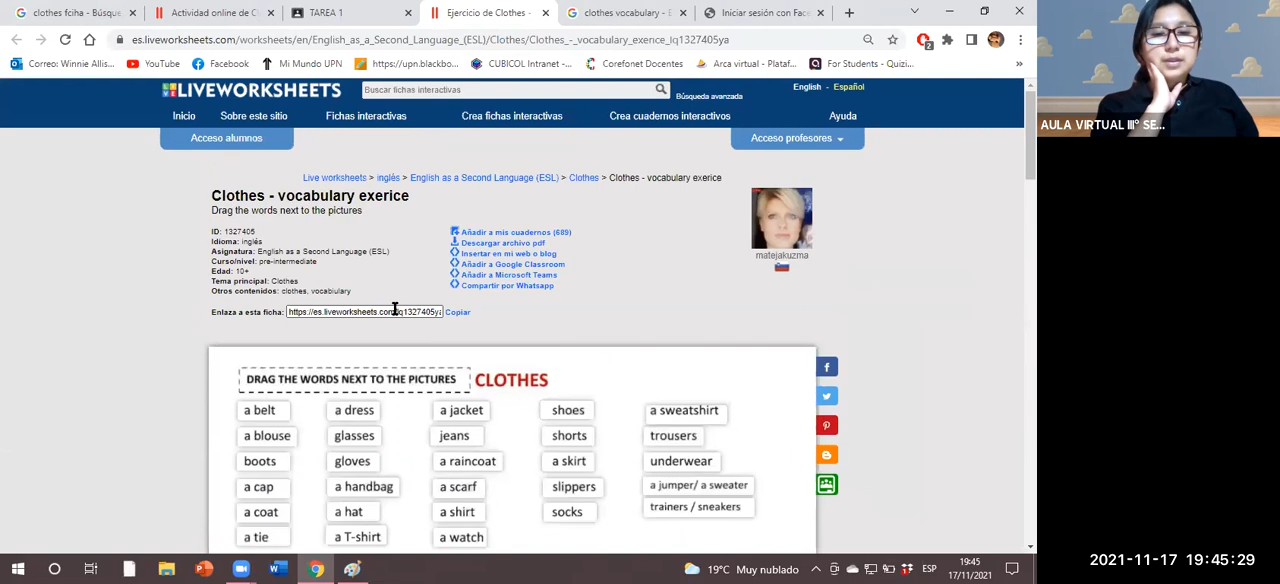 clothes fciha - Búsque
Actividad online de C
TAREA 1
Ejercicio de Clothes -
clothes vocabulary - E
Iniciar sesión con Face
es.liveworksheets.com/worksheets/en/English_as_a_Second_Language_(ESL)/Clothes/Clothes_-_vocabulary_exerice_lq1327405ya
2
Correo: Winnie Allis...
YouTube
Facebook
Mi Mundo UPN
https://upn.blackbo...
CUBICOL Intranet -...
Corefonet Docentes
Arca virtual - Plataf...
For Students - Quizi...
LIVEWORKSHEETS
Buscar fichas interactivas
Búsqueda avanzada
English - Español
Inicio
Sobre este sitio
Fichas interactivas
Crea fichas interactivas
Crea cuadernos interactivos
Ayuda
Acceso alumnos
Acceso profesores
Live worksheets > inglés > English as a Second Language (ESL) > Clothes > Clothes - vocabulary exerice
Clothes - vocabulary exerice
Drag the words next to the pictures
ID: 1327405
Idioma: inglés
Asignatura: English as a Second Language (ESL)
Curso/nivel: pre-intermediate
Edad: 10+
Tema principal: Clothes
Otros contenidos: clothes, vocabiulary
Añadir a mis cuadernos (689)
Descargar archivo pdf
Insertar en mi web o blog
Añadir a Google Classroom
Añadir a Microsoft Teams
Compartir por Whatsapp
matejakuzma
Enlaza a esta ficha: https://es.liveworksheets.com/lq1327405ya Copiar
DRAG THE WORDS NEXT TO THE PICTURES CLOTHES
a belt
a dress
a jacket
shoes
a sweatshirt
a blouse
glasses
jeans
shorts
trousers
boots
gloves
a raincoat
a skirt
underwear
a cap
a handbag
a scarf
slippers
a jumper/ a sweater
a coat
a hat
a shirt
socks
trainers / sneakers
a tie
a T-shirt
a watch
19°C Muy nublado
ESP
19:45
17/11/2021
AULA VIRTUAL III° SE...
2021-11-17 19:45:29